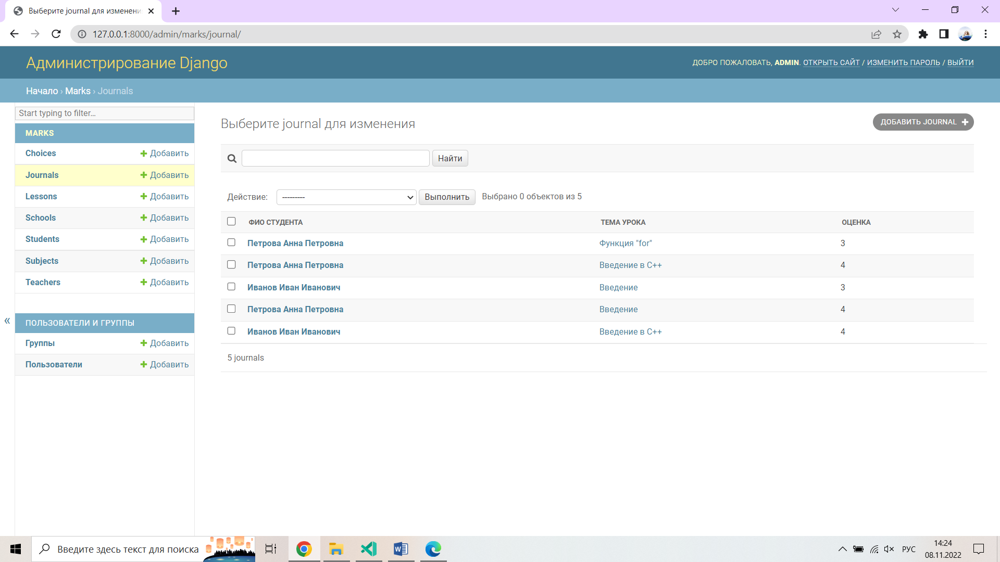 Выберите journal для изменени
127.0.0.1:8000/admin/marks/journal/
Администрирование Django
ДОБРО ПОЖАЛОВАТЬ, ADMIN. ОТКРЫТЬ САЙТ / ИЗМЕНИТЬ ПАРОЛЬ / ВЫЙТИ
Начало › Marks › Journals
Start typing to filter...
MARKS
Choices Добавить
Journals Добавить
Lessons Добавить
Schools Добавить
Students Добавить
Subjects Добавить
Teachers Добавить
«
ПОЛЬЗОВАТЕЛИ И ГРУППЫ
Группы Добавить
Пользователи Добавить
Выберите journal для изменения
ДОБАВИТЬ JOURNAL
Найти
Действие: --------- Выполнить Выбрано 0 объектов из 5
ФИО СТУДЕНТА ТЕМА УРОКА ОЦЕНКА
Петрова Анна Петровна Функция "for" 3
Петрова Анна Петровна Введение в C++ 4
Иванов Иван Иванович Введение 3
Петрова Анна Петровна Введение 4
Иванов Иван Иванович Введение в C++ 4
5 journals
Введите здесь текст для поиска
РУС
14:24
08.11.2022